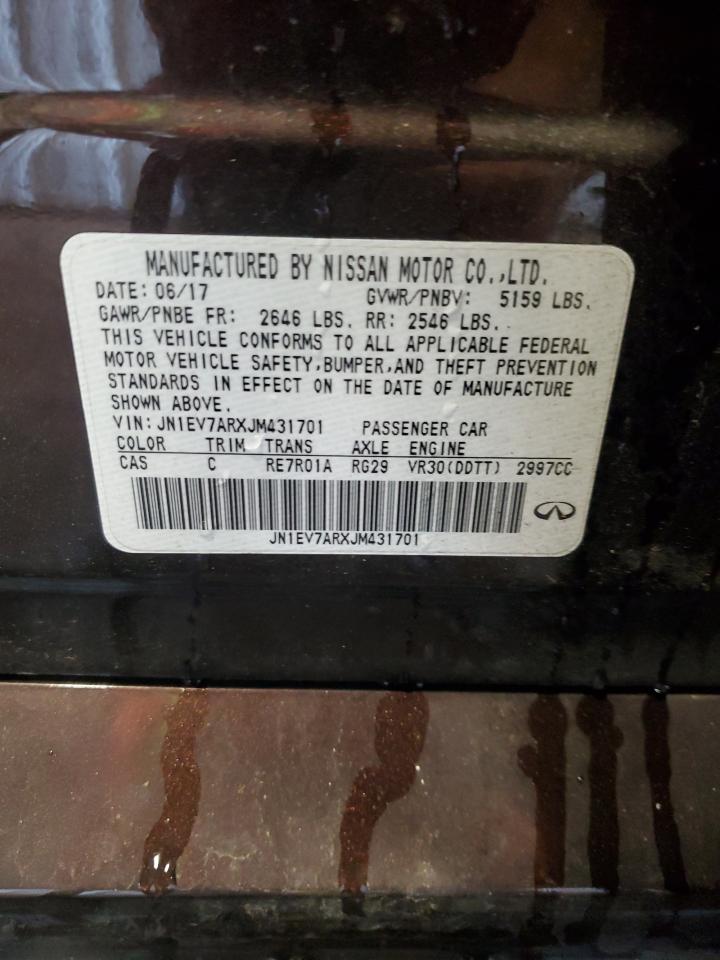 MANUFACTURED BY NISSAN MOTOR CO.,LTD.
DATE: 06/17 GVWR/PNBV: 5159 LBS.
GAWR/PNBE FR: 2646 LBS. RR: 2546 LBS.
THIS VEHICLE CONFORMS TO ALL APPLICABLE FEDERAL
MOTOR VEHICLE SAFETY,BUMPER,AND THEFT PREVENTION
STANDARDS IN EFFECT ON THE DATE OF MANUFACTURE
SHOWN ABOVE.
VIN: JN1EV7ARXJM431701 PASSENGER CAR
COLOR TRIM TRANS AXLE ENGINE
CAS C RE7R01A RG29 VR30(DDTT) 2997CC
JN1EV7ARXJM431701